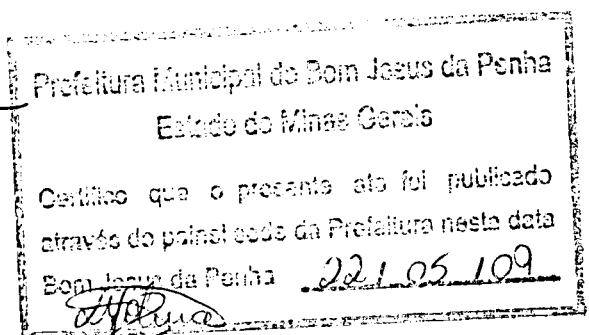 Prefeitura Municipal de Bom Jesus da Penha
Estado de Minas Gerais
Certifico que o presente ato foi publicado
através do painel sede da Prefeitura nesta data
Bom Jesus da Penha 22/05/09